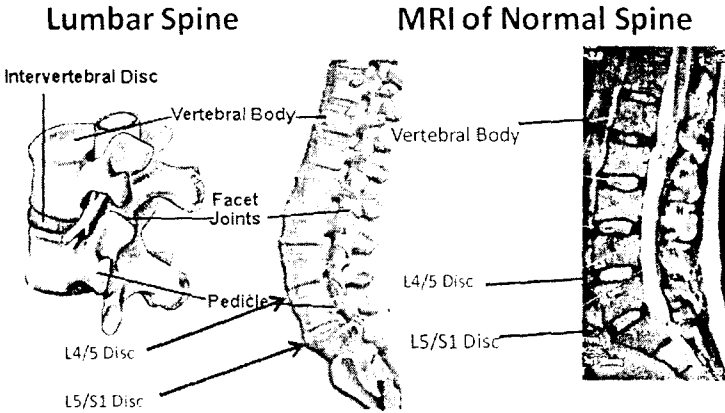 Lumbar Spine
MRI of Normal Spine
Intervertebral Disc
Vertebral Body
Facet
Joints
Pedicle
L4/5 Disc
L5/S1 Disc
Vertebral Body
L4/5 Disc
L5/S1 Disc